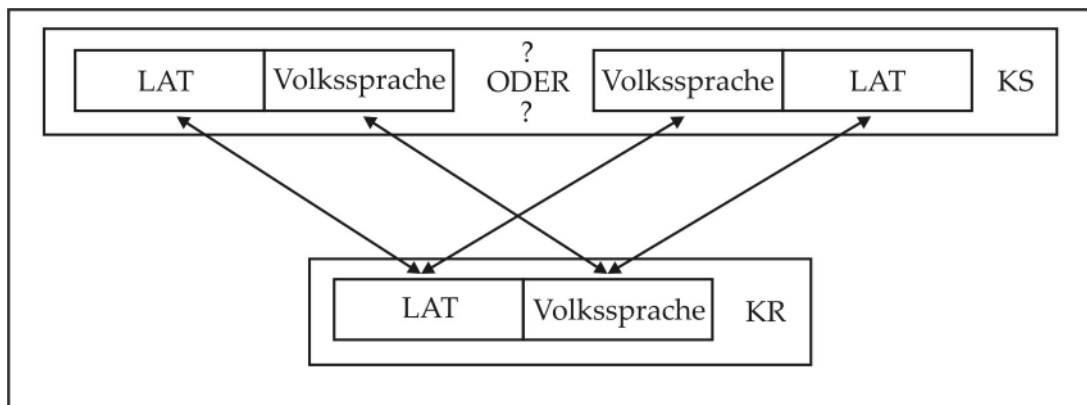 ?
LAT Volkssprache ODER Volkssprache LAT KS
?
LAT Volkssprache KR